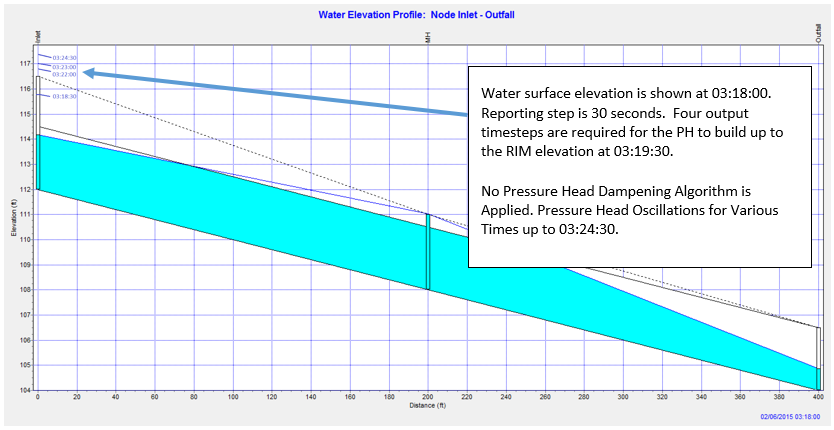 Water Elevation Profile: Node Inlet - Outfall
Inlet
MH
Outfall
03:24:30
03:23:00
03:22:00
03:18:30
Water surface elevation is shown at 03:18:00.
Reporting step is 30 seconds. Four output
timesteps are required for the PH to build up to
the RIM elevation at 03:19:30.
No Pressure Head Dampening Algorithm is
Applied. Pressure Head Oscillations for Various
Times up to 03:24:30.
Elevation (ft)
117
116
115
114
113
112
111
110
109
108
107
106
105
104
0 20 40 60 80 100 120 140 160 180 200 220 240 260 280 300 320 340 360 380 400
Distance (ft)
02/06/2015 03:18:00